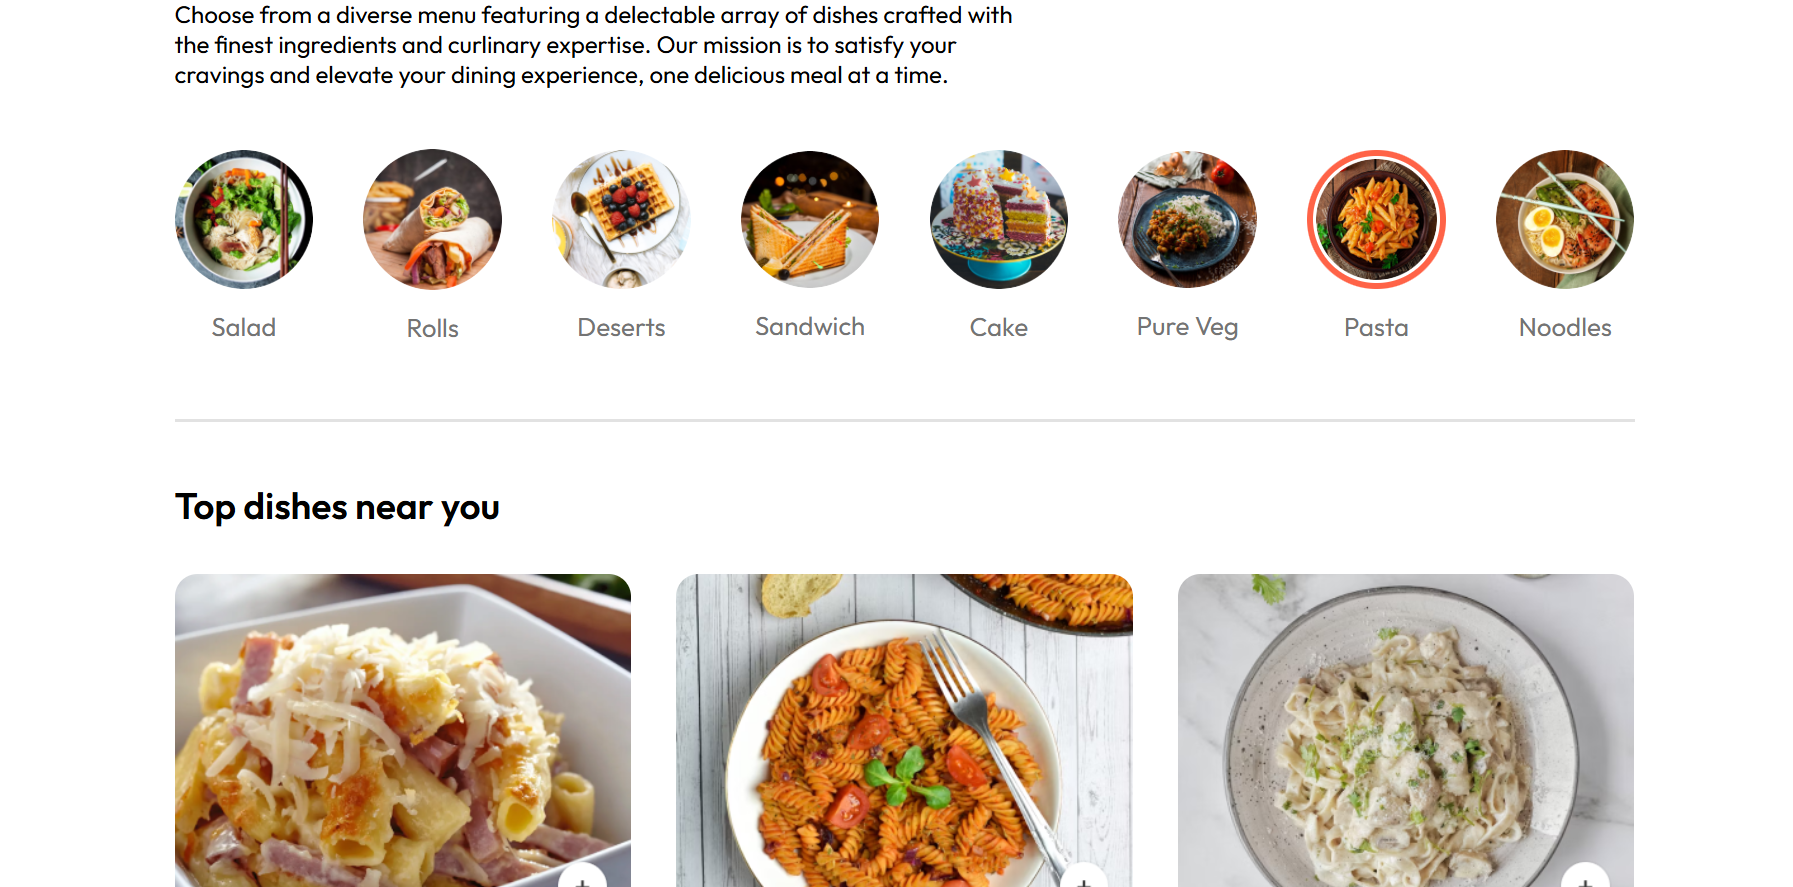 Choose from a diverse menu featuring a delectable array of dishes crafted with
the finest ingredients and curlinary expertise. Our mission is to satisfy your
cravings and elevate your dining experience, one delicious meal at a time.
Salad
Rolls
Deserts
Sandwich
Cake
Pure Veg
Pasta
Noodles
Top dishes near you